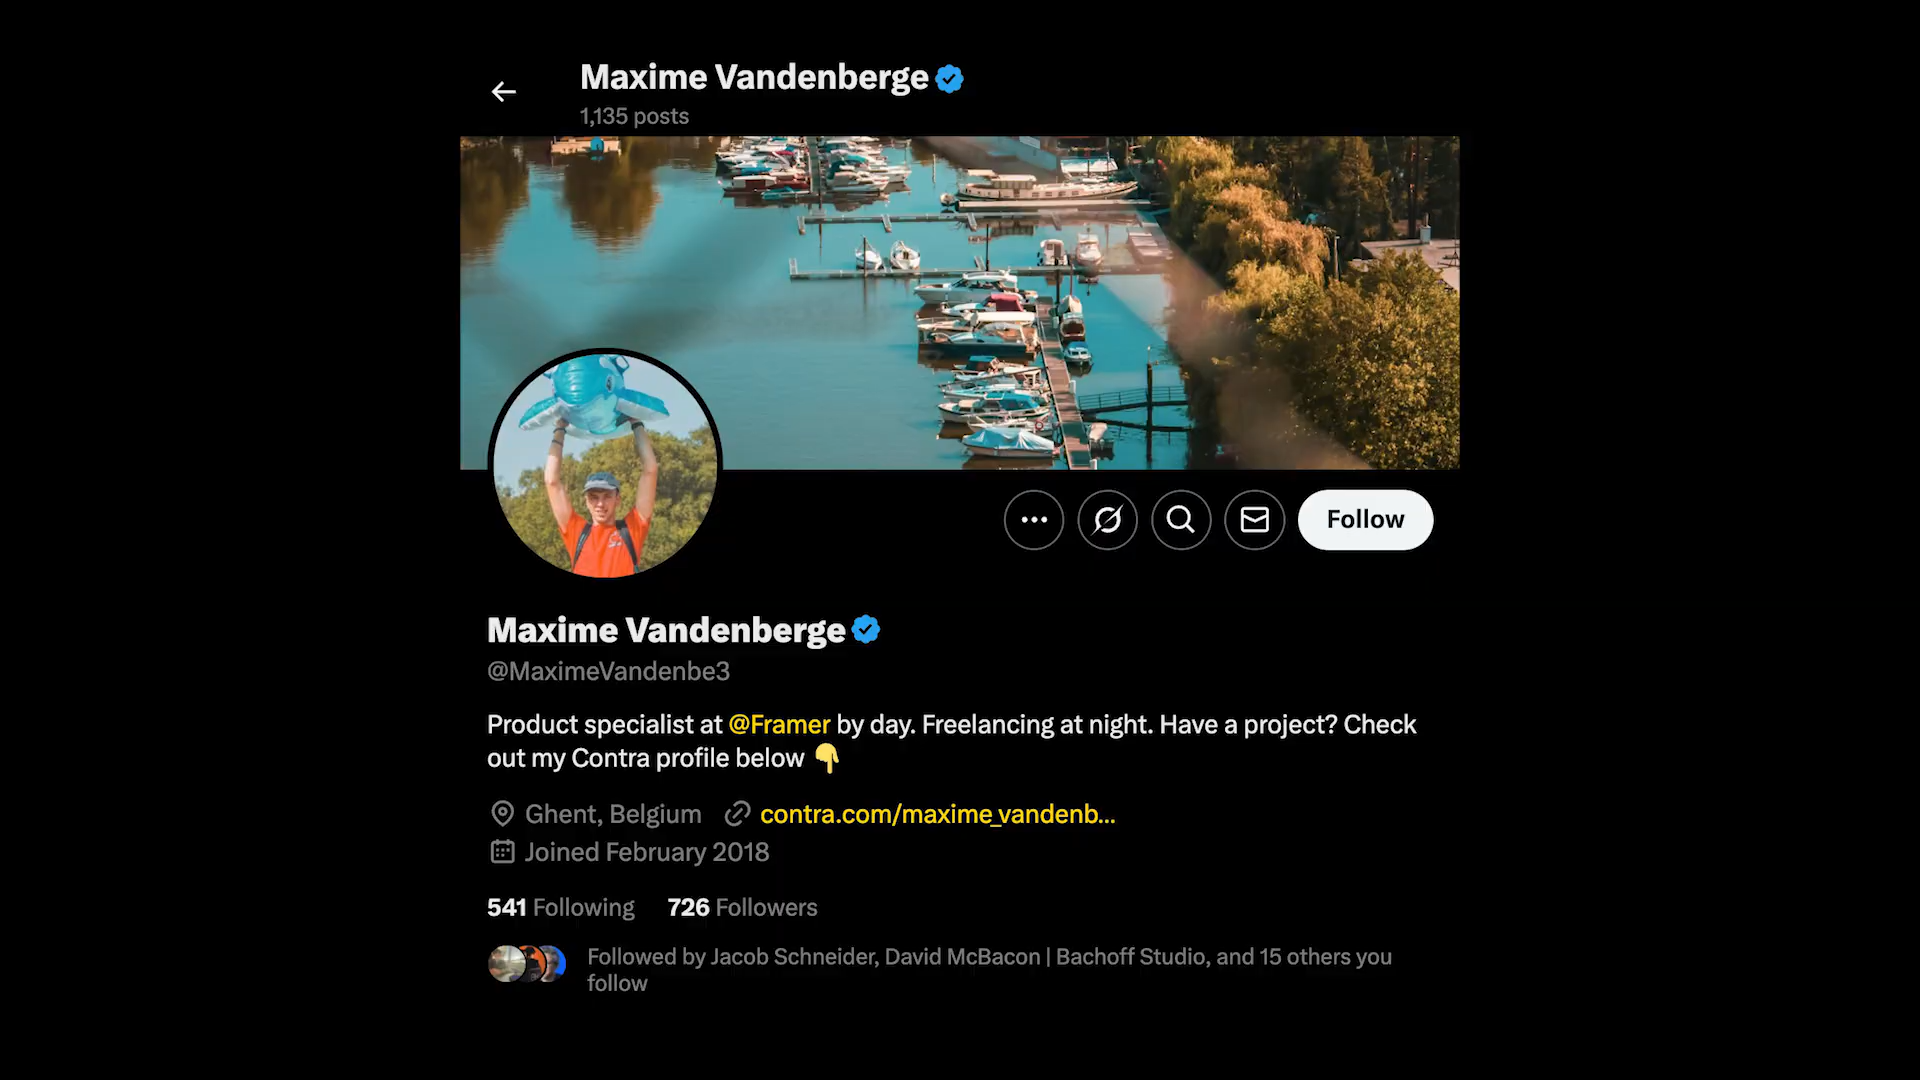 Maxime Vandenberge
1,135 posts
Follow
Maxime Vandenberge
@MaximeVandenbe3
Product specialist at @Framer by day. Freelancing at night. Have a project? Check
out my Contra profile below 👇
Ghent, Belgium contra.com/maxime_vandenb...
Joined February 2018
541 Following 726 Followers
Followed by Jacob Schneider, David McBacon | Bachoff Studio, and 15 others you
follow